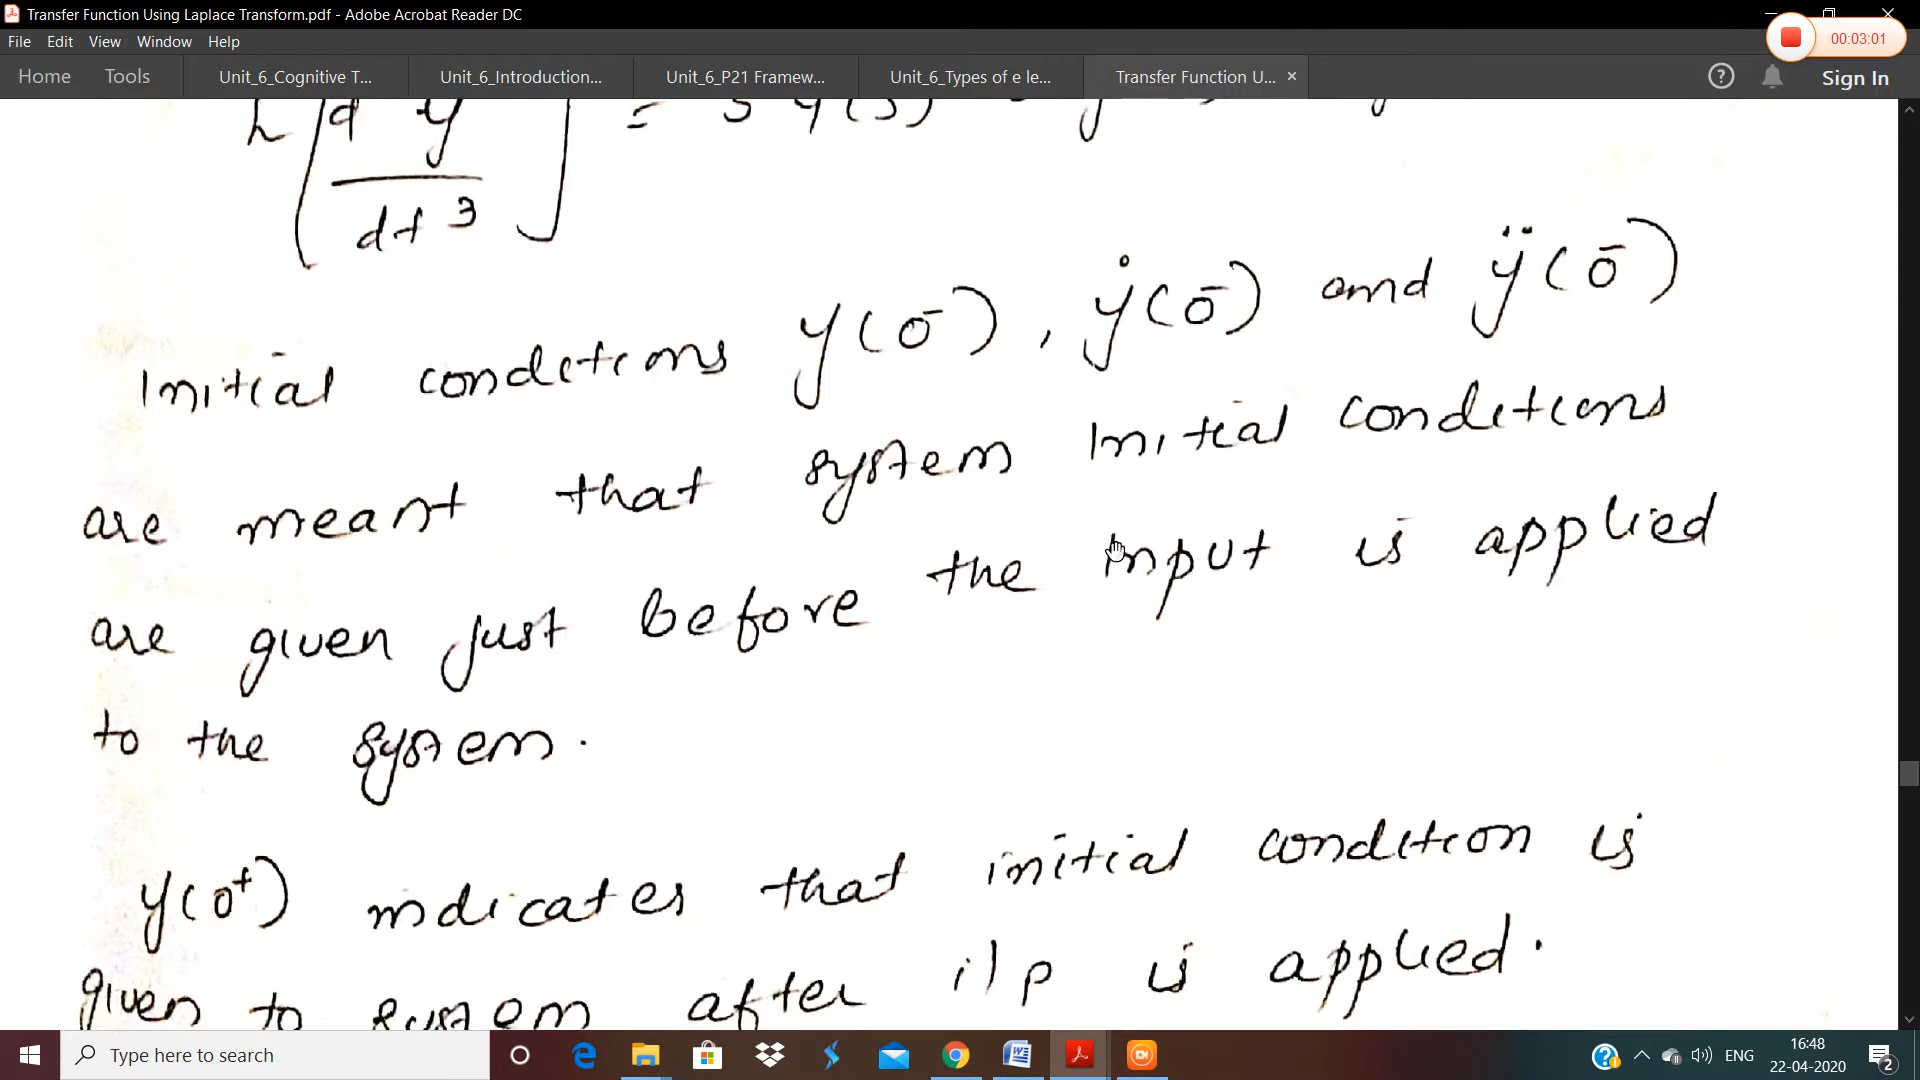 Transfer Function Using Laplace Transform.pdf - Adobe Acrobat Reader DC
File Edit View Window Help
00:03:01
Home Tools Unit_6_Cognitive T... Unit_6_Introduction... Unit_6_P21 Framew... Unit_6_Types of e le... Transfer Function U... × Sign In
dt³
Initial conditions y(0⁻), ẏ(0⁻) and ÿ(0⁻)
are meant that system initial conditions
are given just before the input is applied
to the system.
y(0⁺) indicates that initial condition is
given to system after i/p is applied.
Type here to search
ENG
16:48
22-04-2020
2